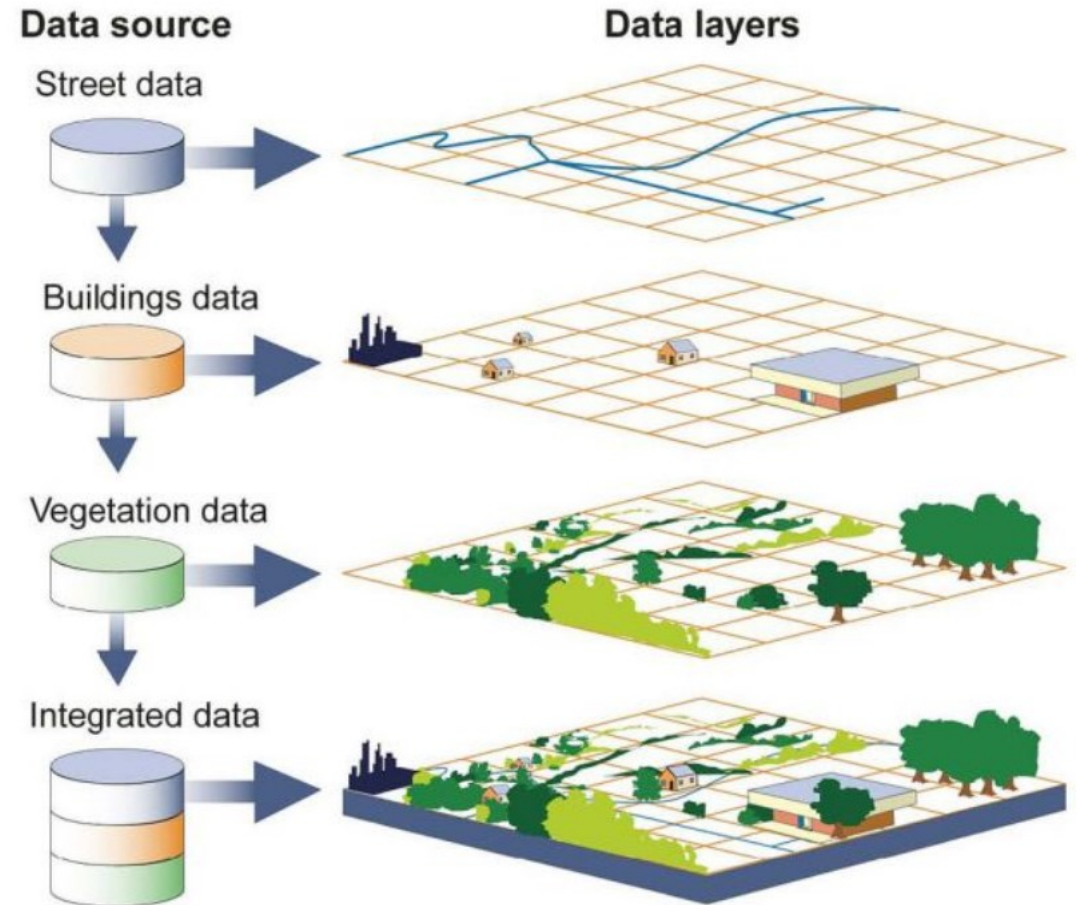 Data source
Data layers
Street data
Buildings data
Vegetation data
Integrated data